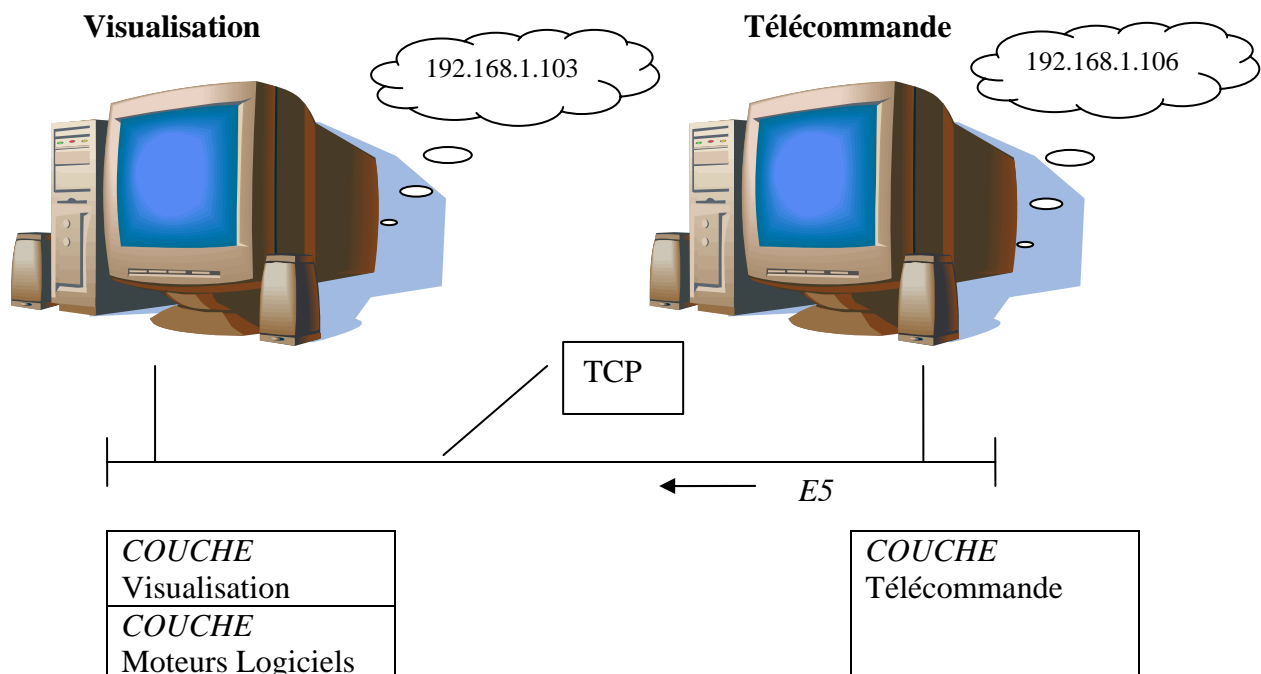 Visualisation
Télécommande
192.168.1.103
192.168.1.106
TCP
E5
COUCHE
Visualisation
COUCHE
Moteurs Logiciels
COUCHE
Télécommande